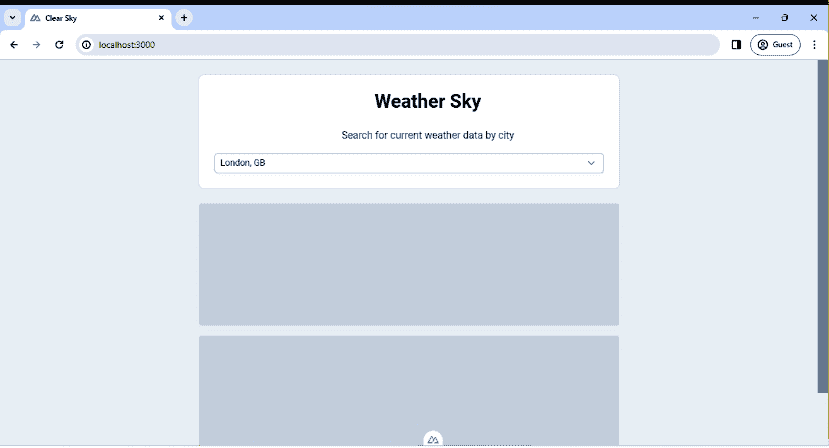 Clear Sky
localhost:3000
Guest
Weather Sky
Search for current weather data by city
London, GB